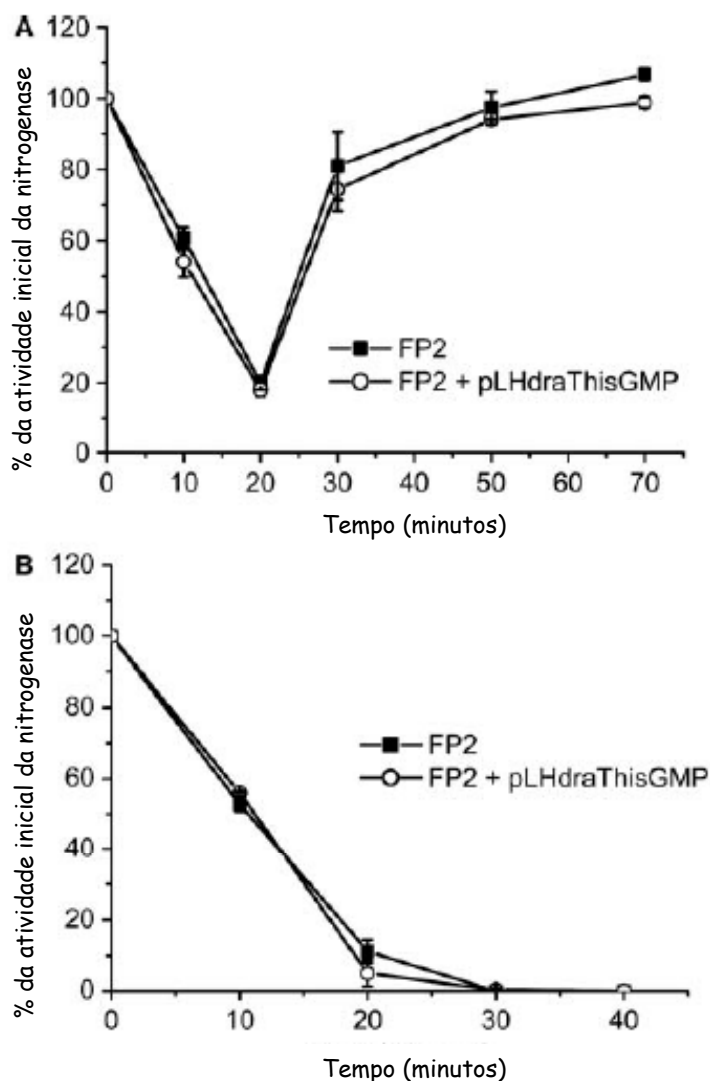 A
120
100
80
60
40
20
0
% da atividade inicial da nitrogenase
FP2
FP2 + pLHdraThisGMP
0 10 20 30 40 50 60 70
Tempo (minutos)
B
120
100
80
60
40
20
0
% da atividade inicial da nitrogenase
FP2
FP2 + pLHdraThisGMP
0 10 20 30 40
Tempo (minutos)